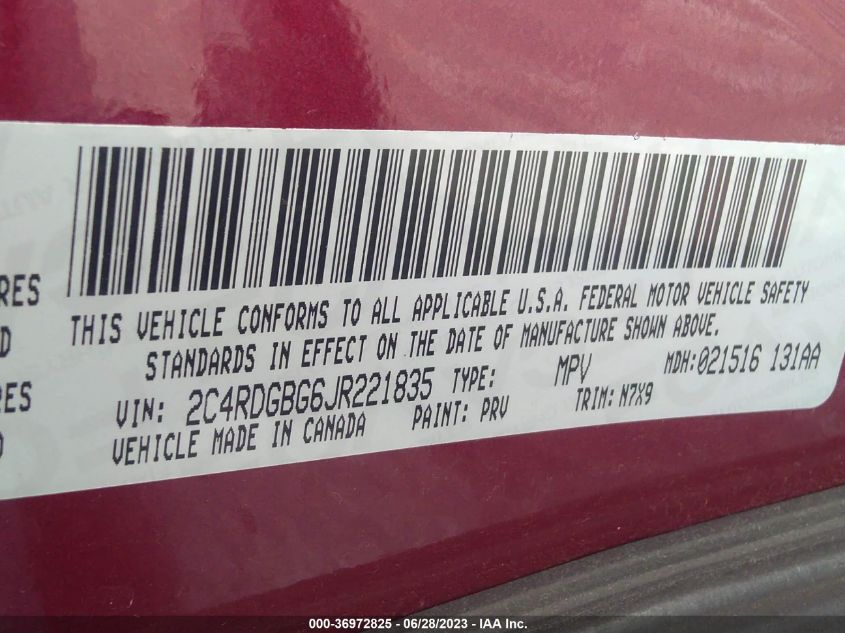 THIS VEHICLE CONFORMS TO ALL APPLICABLE U.S.A. FEDERAL MOTOR VEHICLE SAFETY
STANDARDS IN EFFECT ON THE DATE OF MANUFACTURE SHOWN ABOVE.
VIN: 2C4RDGBG6JR221835 TYPE: MPV MDH:021516 131AA
VEHICLE MADE IN CANADA PAINT: PRV TRIM: N7X9
RES
D
RES
000-36972825 - 06/28/2023 - IAA Inc.